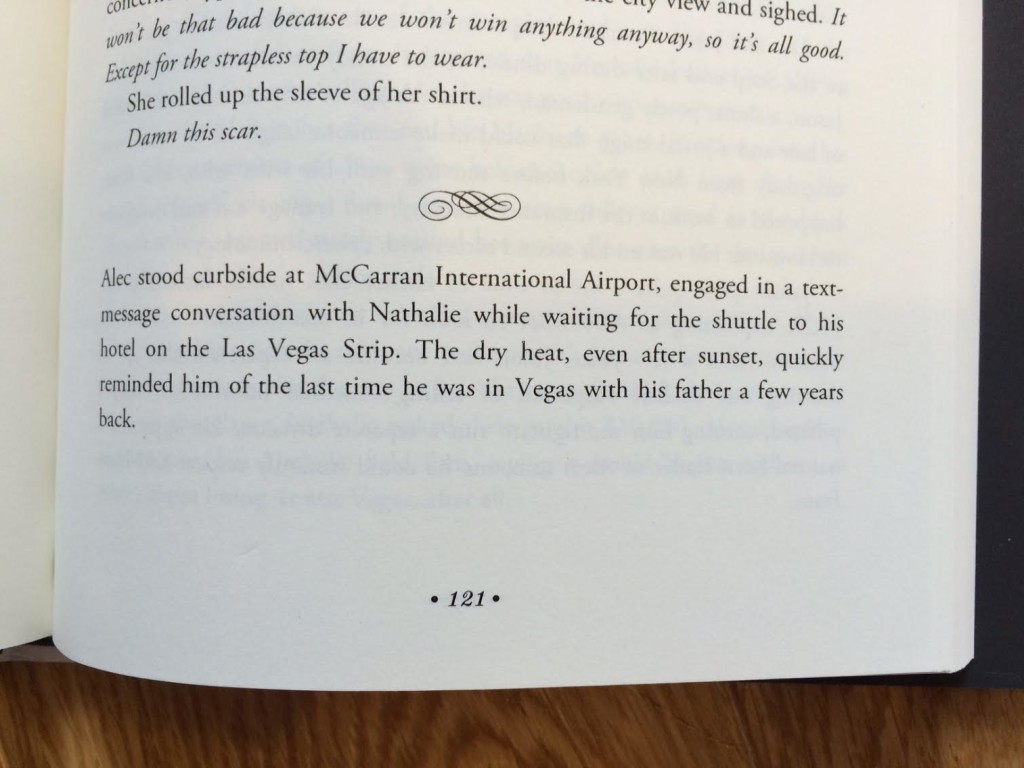 city view and sighed. It
won't be that bad because we won't win anything anyway, so it's all good.
Except for the strapless top I have to wear.
She rolled up the sleeve of her shirt.
Damn this scar.
Alec stood curbside at McCarran International Airport, engaged in a text-
message conversation with Nathalie while waiting for the shuttle to his
hotel on the Las Vegas Strip. The dry heat, even after sunset, quickly
reminded him of the last time he was in Vegas with his father a few years
back.
• 121 •